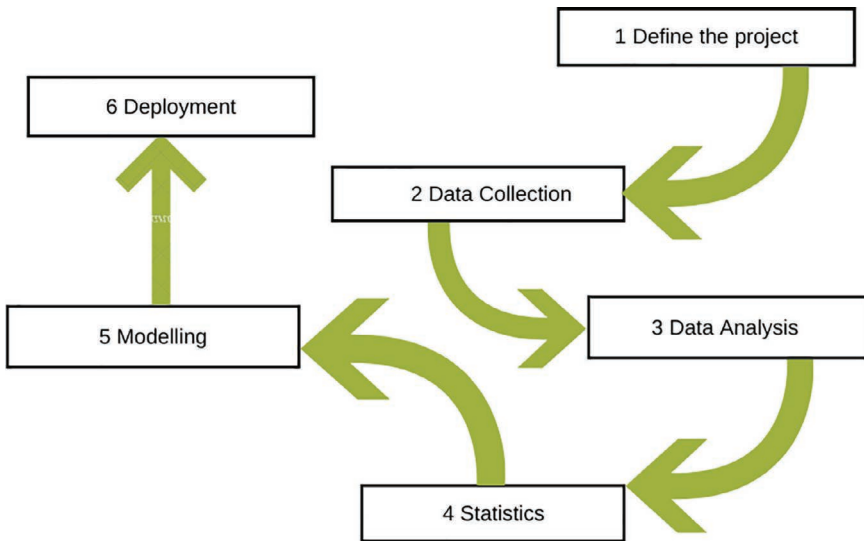 1 Define the project
2 Data Collection
3 Data Analysis
4 Statistics
5 Modelling
6 Deployment